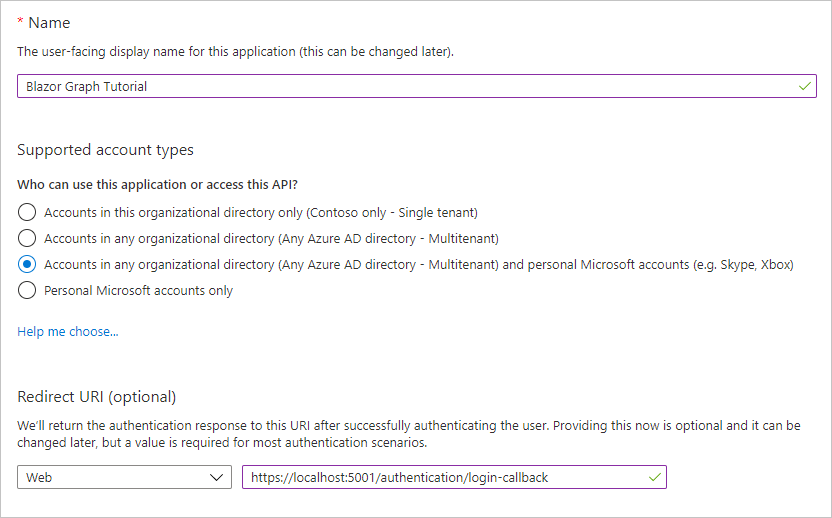 * Name
The user-facing display name for this application (this can be changed later).
Blazor Graph Tutorial
Supported account types
Who can use this application or access this API?
Accounts in this organizational directory only (Contoso only - Single tenant)
Accounts in any organizational directory (Any Azure AD directory - Multitenant)
Accounts in any organizational directory (Any Azure AD directory - Multitenant) and personal Microsoft accounts (e.g. Skype, Xbox)
Personal Microsoft accounts only
Help me choose...
Redirect URI (optional)
We'll return the authentication response to this URI after successfully authenticating the user. Providing this now is optional and it can be
changed later, but a value is required for most authentication scenarios.
Web https://localhost:5001/authentication/login-callback